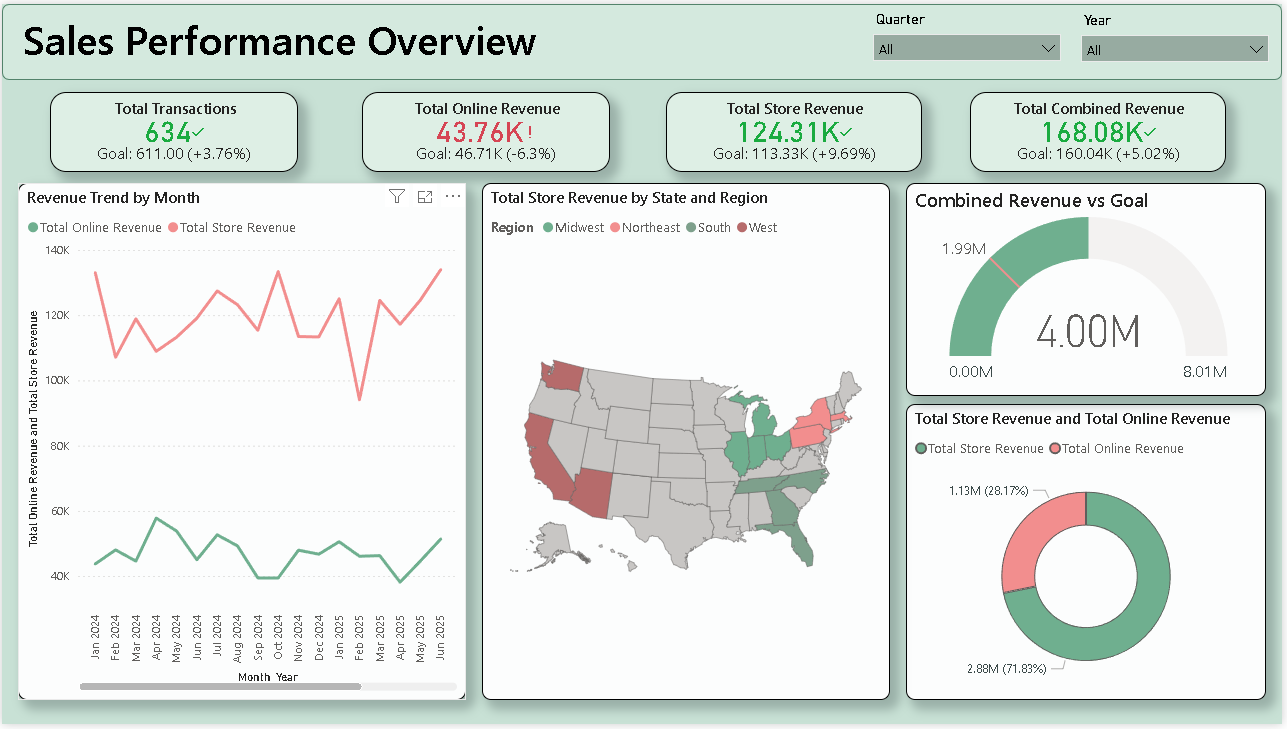 Sales Performance Overview
Quarter
All
Year
All
Total Transactions
634
Goal: 611.00 (+3.76%)
Total Online Revenue
43.76K!
Goal: 46.71K (-6.3%)
Total Store Revenue
124.31K
Goal: 113.33K (+9.69%)
Total Combined Revenue
168.08K
Goal: 160.04K (+5.02%)
Revenue Trend by Month
Total Online Revenue Total Store Revenue
Total Online Revenue and Total Store Revenue
140K
120K
100K
80K
60K
40K
Jan 2024
Feb 2024
Mar 2024
Apr 2024
May 2024
Jun 2024
Jul 2024
Aug 2024
Sep 2024
Oct 2024
Nov 2024
Dec 2024
Jan 2025
Feb 2025
Mar 2025
Apr 2025
May 2025
Jun 2025
Month Year
Total Store Revenue by State and Region
Region Midwest Northeast South West
Combined Revenue vs Goal
1.99M
4.00M
0.00M 8.01M
Total Store Revenue and Total Online Revenue
Total Store Revenue Total Online Revenue
1.13M (28.17%)
2.88M (71.83%)